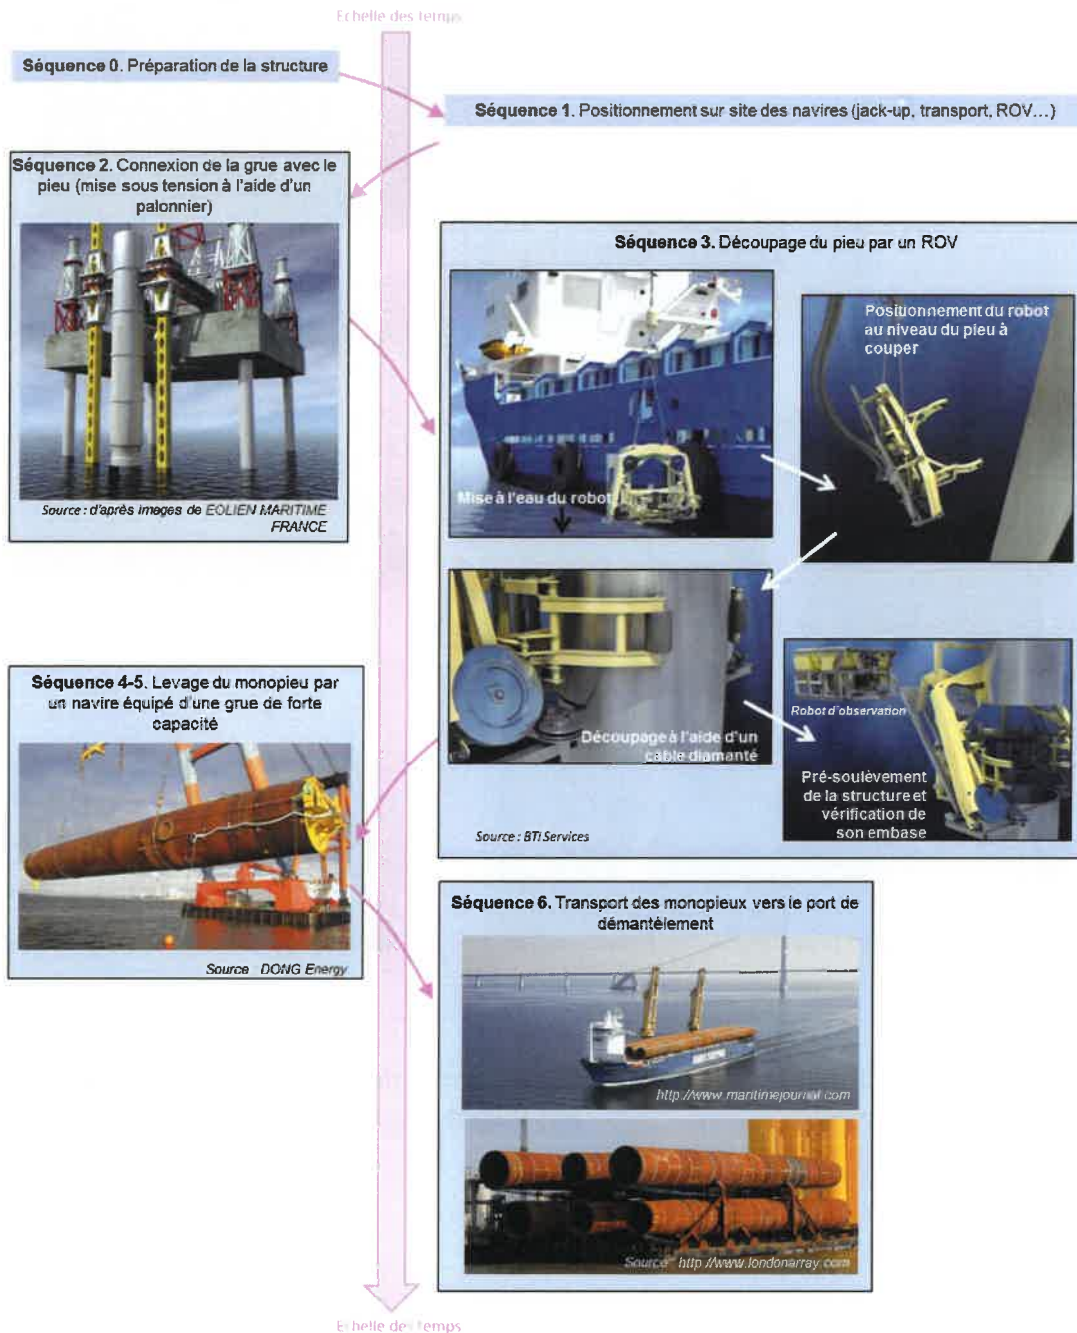 Echelle des temps
Séquence 0. Préparation de la structure
Séquence 1. Positionnement sur site des navires (jack-up, transport, ROV…)
Séquence 2. Connexion de la grue avec le
pieu (mise sous tension à l'aide d'un
palonnier)
Source : d'après images de EOLIEN MARITIME
FRANCE
Séquence 3. Découpage du pieu par un ROV
Mise à l'eau du robot
Positionnement du robot
au niveau du pieu à
couper
Découpage à l'aide d'un
cable diamanté
Robot d'observation
Pré-soulèvement
de la structure et
vérification de
son embase
Source : BTI Services
Séquence 4-5. Levage du monopieu par
un navire équipé d'une grue de forte
capacité
Source DONG Energy
Séquence 6. Transport des monopieux vers le port de
démantèlement
http://www.maritimejournal.com
Source http://www.londonarray.com
Echelle des temps